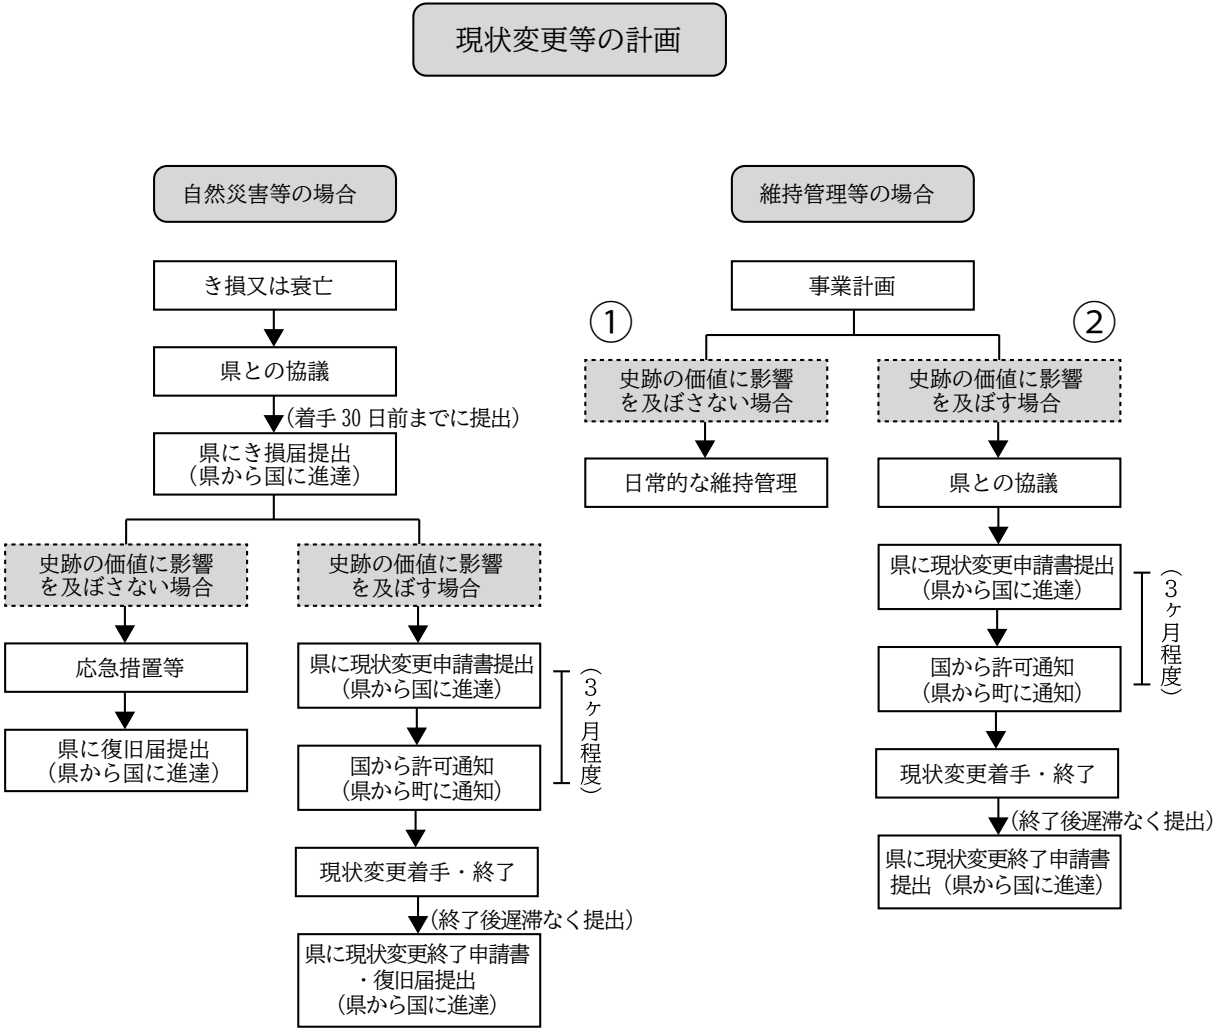 現状変更等の計画
自然災害等の場合
き損又は衰亡
県との協議
（着手 30 日前までに提出）
県にき損届提出
（県から国に進達）
史跡の価値に影響
を及ぼさない場合
応急措置等
県に復旧届提出
（県から国に進達）
史跡の価値に影響
を及ぼす場合
県に現状変更申請書提出
（県から国に進達）
国から許可通知
（県から町に通知）
（３ヶ月程度）
現状変更着手・終了
（終了後遅滞なく提出）
県に現状変更終了申請書
・復旧届提出
（県から国に進達）
維持管理等の場合
事業計画
①
史跡の価値に影響
を及ぼさない場合
日常的な維持管理
②
史跡の価値に影響
を及ぼす場合
県との協議
県に現状変更申請書提出
（県から国に進達）
国から許可通知
（県から町に通知）
（３ヶ月程度）
現状変更着手・終了
（終了後遅滞なく提出）
県に現状変更終了申請書
提出（県から国に進達）